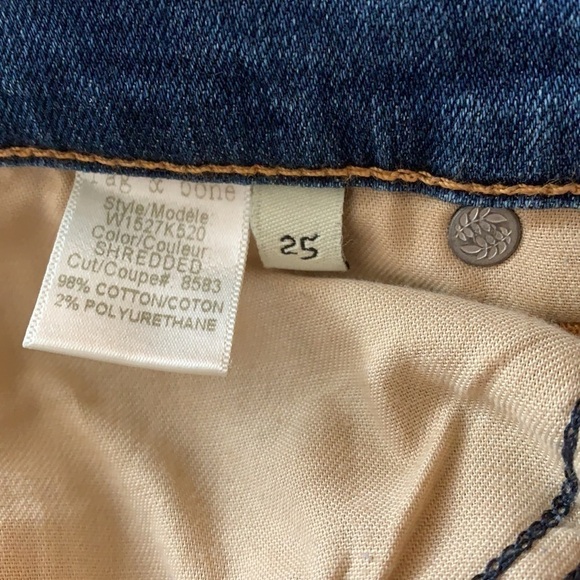 rag & bone
Style/Modèle:
W1527K520
Color/Couleur
SHREDDED
Cut/Coupe#. 8583
98% COTTON/COTON
2% POLYURETHANE
25